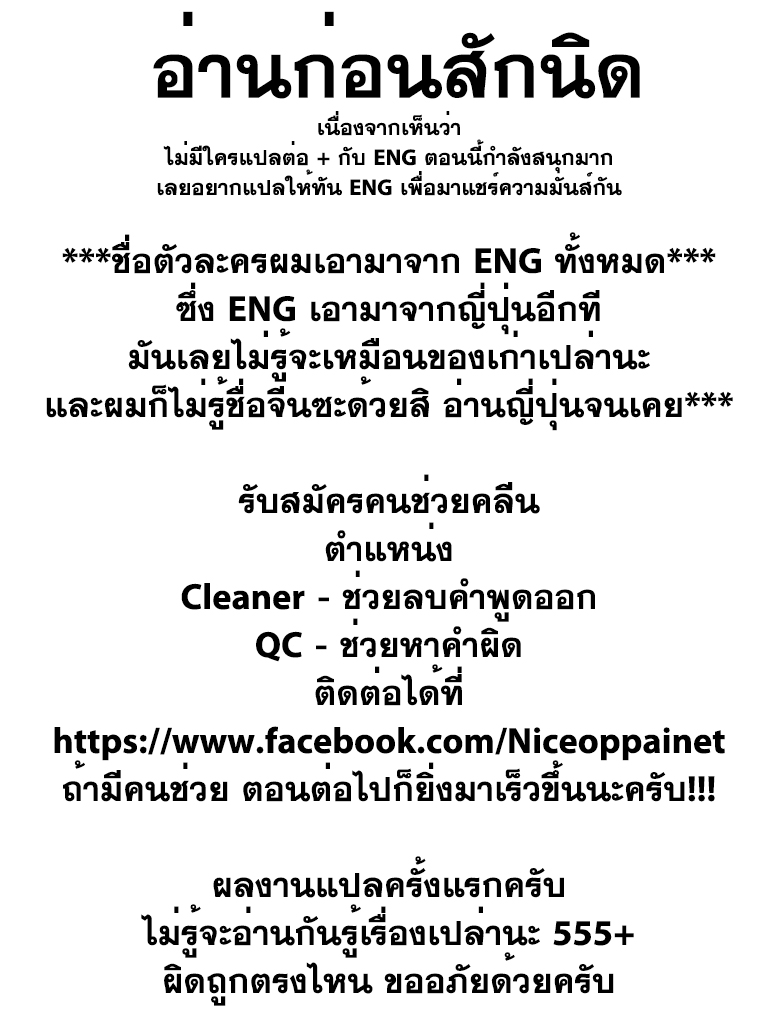 อ่านก่อนสักนิด
เนื่องจากเห็นว่า
ไม่มีใครแปลต่อ + กับ ENG ตอนนี้กำลังสนุกมาก
เลยอยากแปลให้ทัน ENG เพื่อมาแชร์ความมันส์กัน
***ชื่อตัวละครผมเอามาจาก ENG ทั้งหมด***
ซึ่ง ENG เอามาจากญี่ปุ่นอีกที
มันเลยไม่รู้จะเหมือนของเก่าเปล่านะ
และผมก็ไม่รู้ชื่อจีนซะด้วยสิ อ่านญี่ปุ่นจนเคย***
รับสมัครคนช่วยคลีน
ตำแหน่ง
Cleaner - ช่วยลบคำพูดออก
QC - ช่วยหาคำผิด
ติดต่อได้ที่
https://www.facebook.com/Niceoppainet
ถ้ามีคนช่วย ตอนต่อไปก็ยิ่งมาเร็วขึ้นนะครับ!!!
ผลงานแปลครั้งแรกครับ
ไม่รู้จะอ่านกันรู้เรื่องเปล่านะ 555+
ผิดถูกตรงไหน ขออภัยด้วยครับ